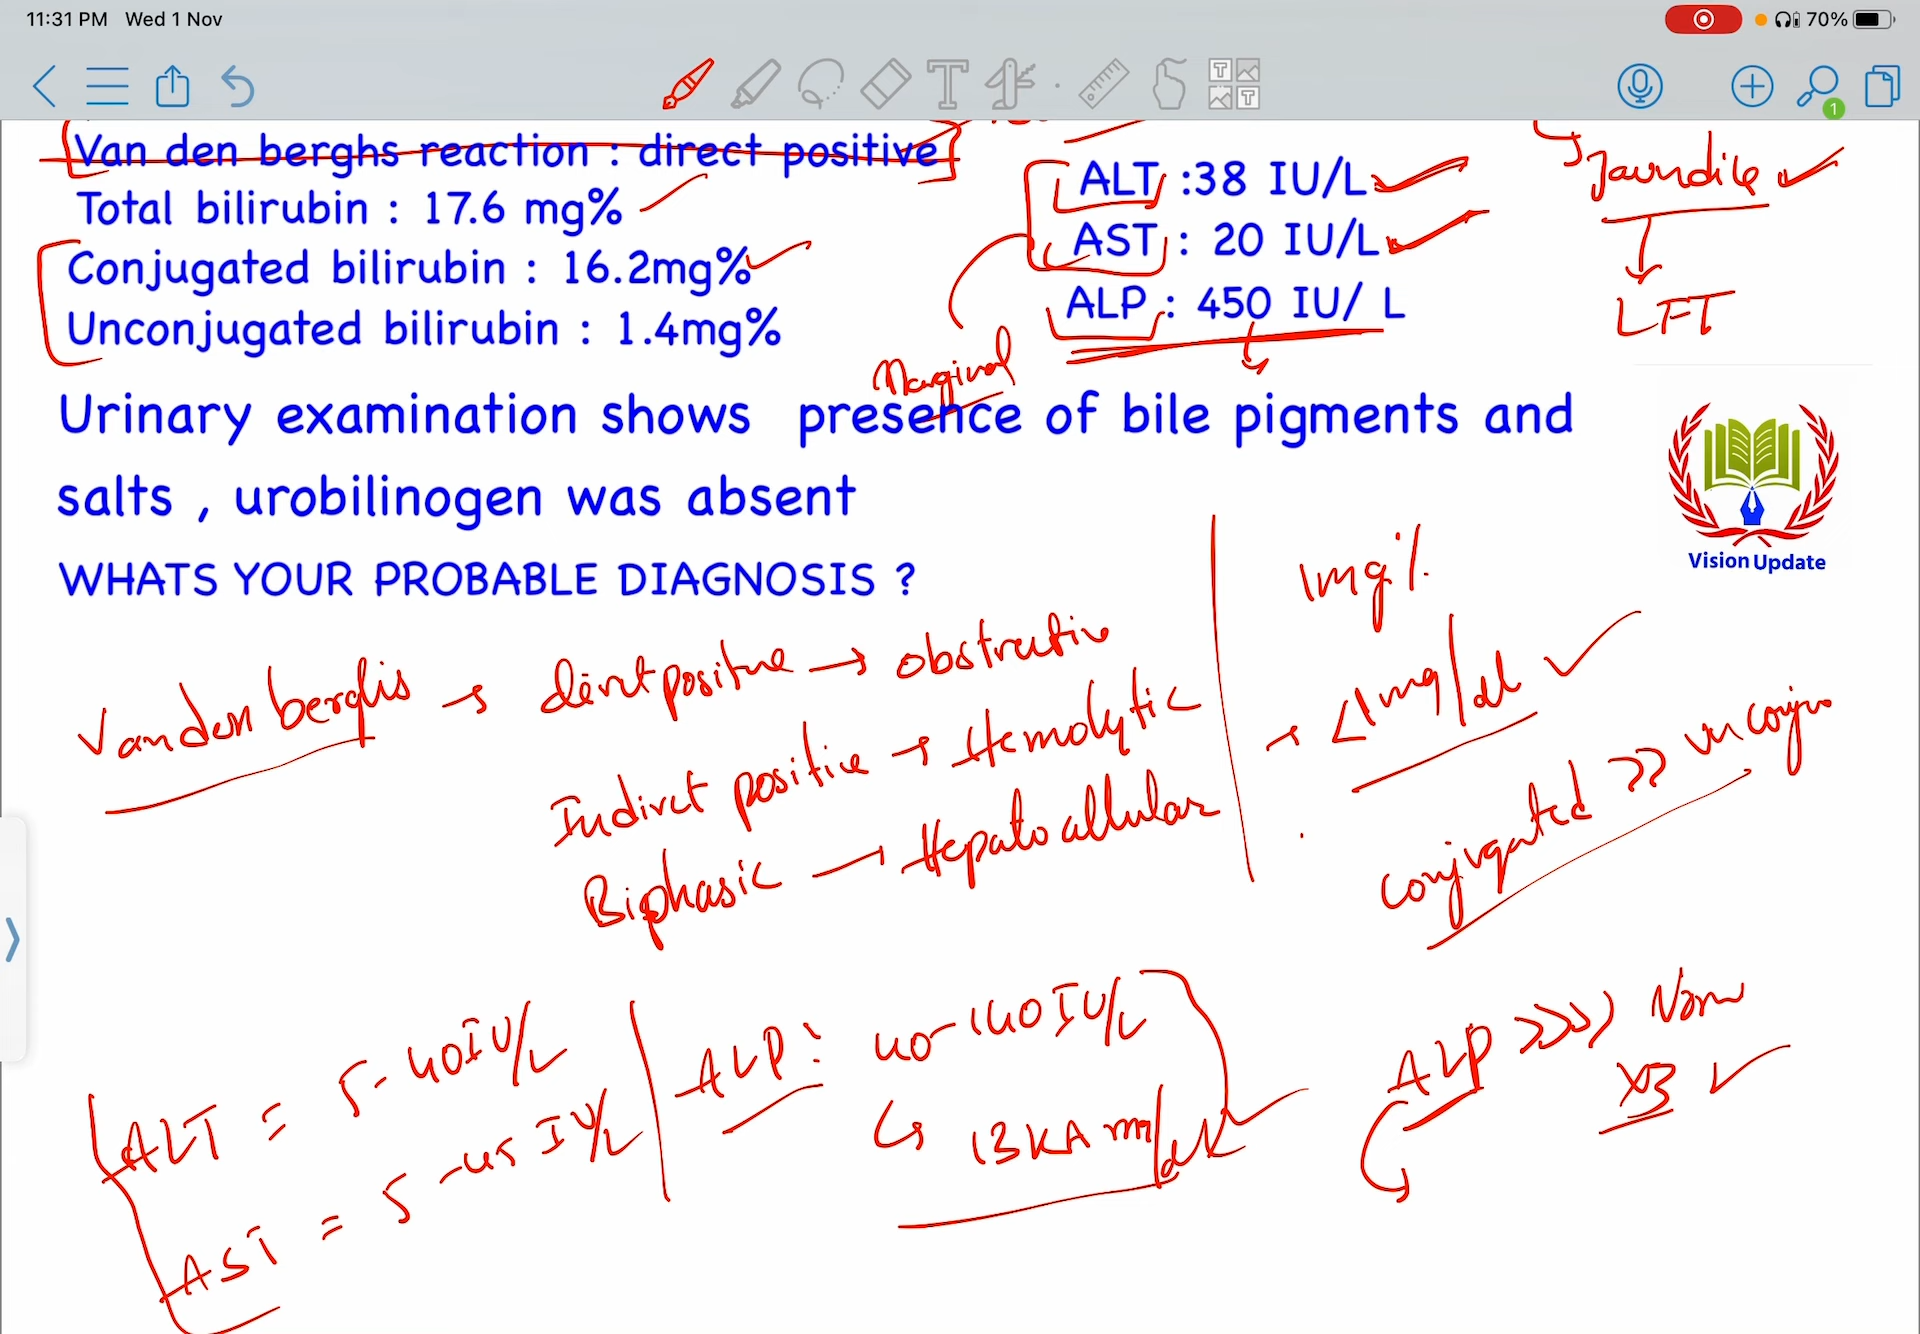 11:31 PM Wed 1 Nov
70%
1
Van den berghs reaction : direct positive
Total bilirubin : 17.6 mg%
Conjugated bilirubin : 16.2mg%
Unconjugated bilirubin : 1.4mg%
ALT :38 IU/L
AST : 20 IU/L
ALP : 450 IU/ L
Jaundice
LFT
Marginal
Urinary examination shows presence of bile pigments and
salts , urobilinogen was absent
WHATS YOUR PROBABLE DIAGNOSIS ?
Vision Update
Vanden berghs → direct positive → obstructive
Indirect positive → Hemolytic
Biphasic → Hepatocellular
1mg%
→ <1mg/dl
conjugated >> unconju
ALT = 5-40IU/L
AST = 5-45 IU/L
ALP: 40-140IU/L
↳ 13KA
ALP >>>> Norm
X3